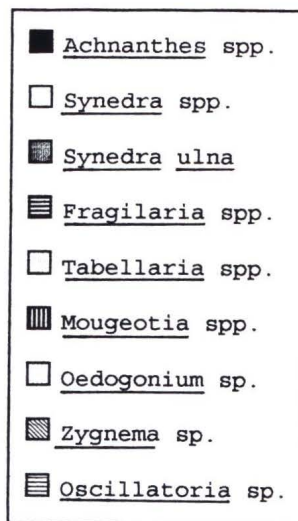 Achnanthes spp.
Synedra spp.
Synedra ulna
Fragilaria spp.
Tabellaria spp.
Mougeotia spp.
Oedogonium sp.
Zygnema sp.
Oscillatoria sp.